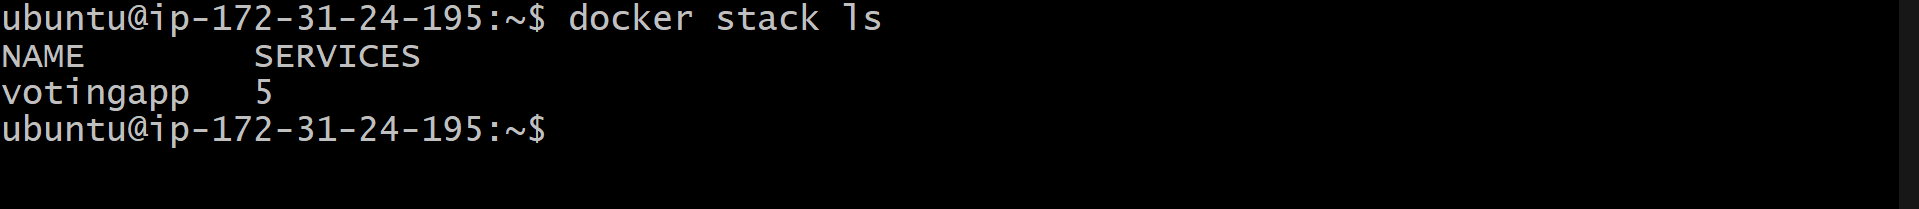 ubuntu@ip-172-31-24-195:~$ docker stack ls
NAME        SERVICES
votingapp   5
ubuntu@ip-172-31-24-195:~$